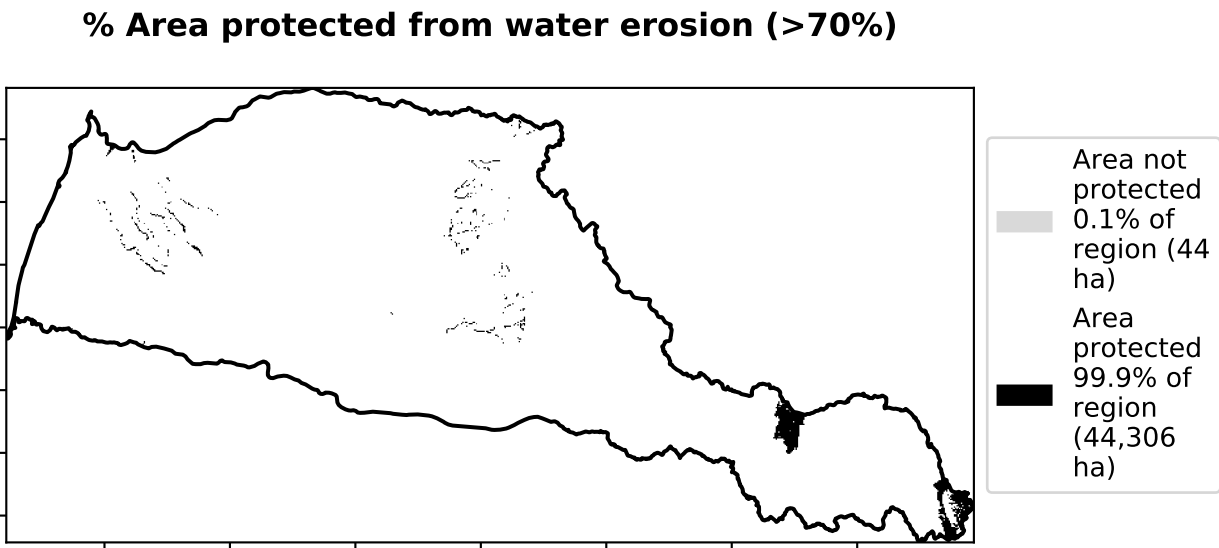 % Area protected from water erosion (>70%)
Area not
protected
0.1% of
region (44
ha)
Area
protected
99.9% of
region
(44,306
ha)